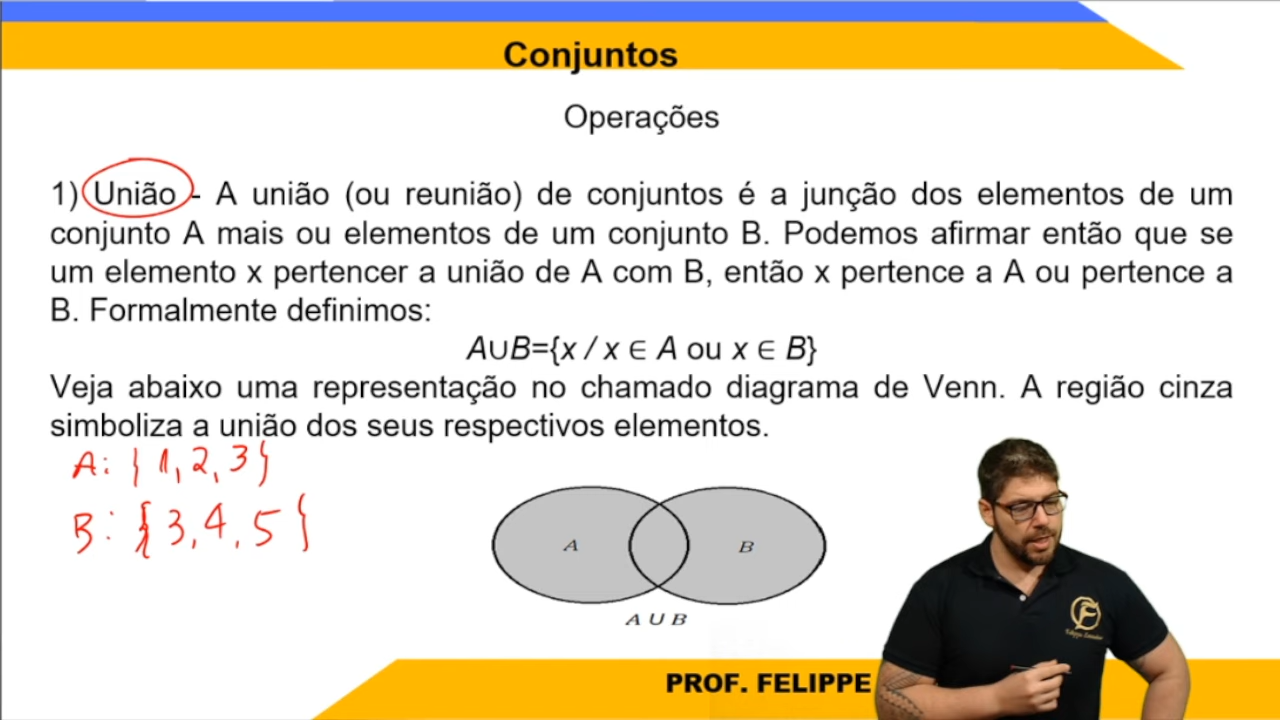 Conjuntos
Operações
1) União - A união (ou reunião) de conjuntos é a junção dos elementos de um
conjunto A mais ou elementos de um conjunto B. Podemos afirmar então que se
um elemento x pertencer a união de A com B, então x pertence a A ou pertence a
B. Formalmente definimos:
A∪B={x / x ∈ A ou x ∈ B}
Veja abaixo uma representação no chamado diagrama de Venn. A região cinza
simboliza a união dos seus respectivos elementos.
A: {1, 2, 3}
B: {3, 4, 5}
A B
A ∪ B
PROF. FELIPPE